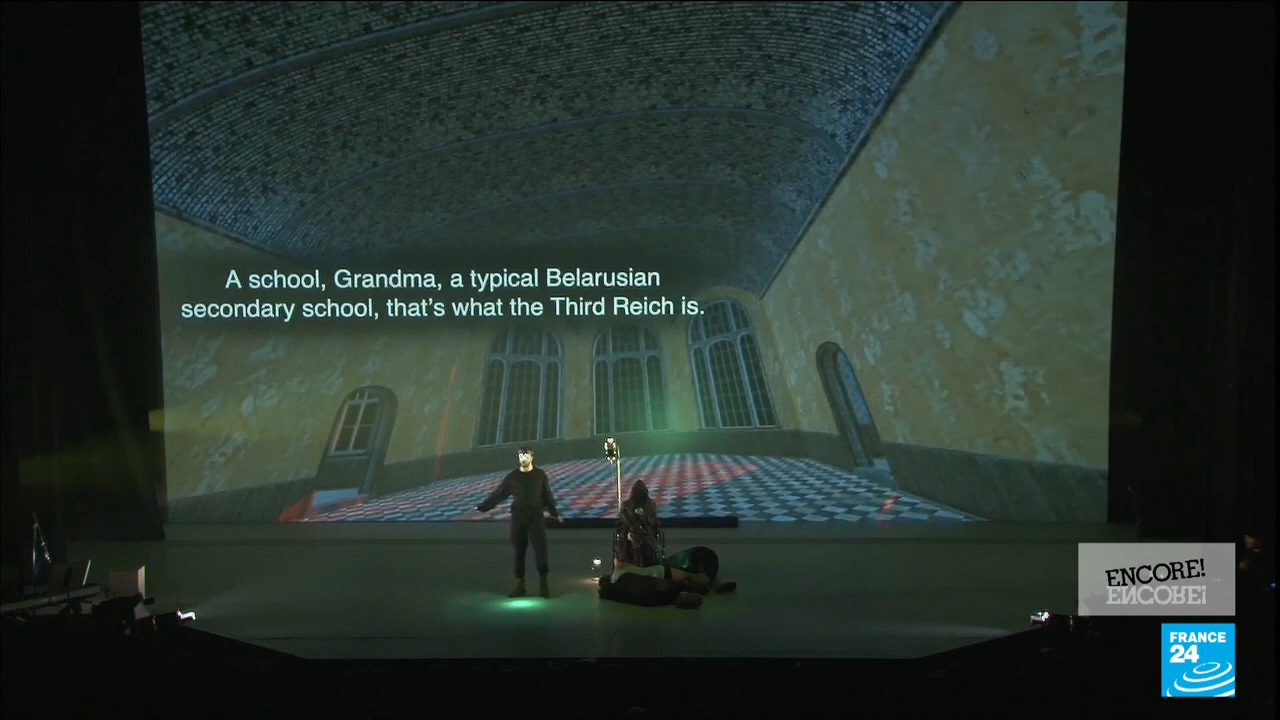 A school, Grandma, a typical Belarusian
secondary school, that's what the Third Reich is.
ENCORE!
ENCORE!
FRANCE
24